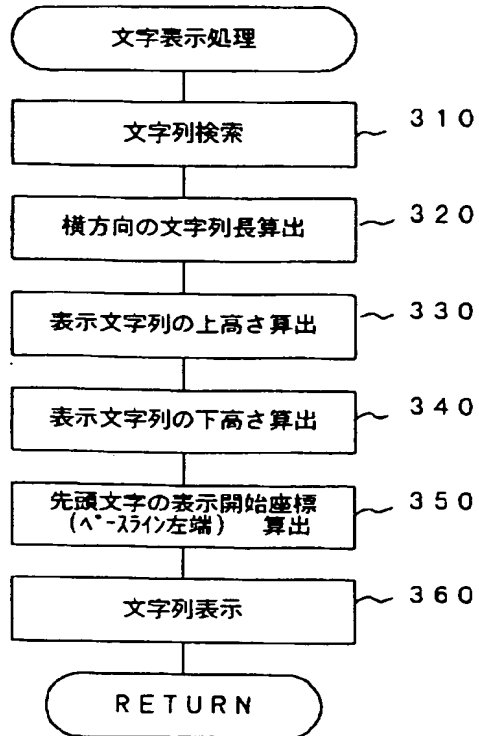 文字表示処理
文字列検索
310
横方向の文字列長算出
320
表示文字列の上高さ算出
330
表示文字列の下高さ算出
340
先頭文字の表示開始座標
(ベースライン左端) 算出
350
文字列表示
360
RETURN